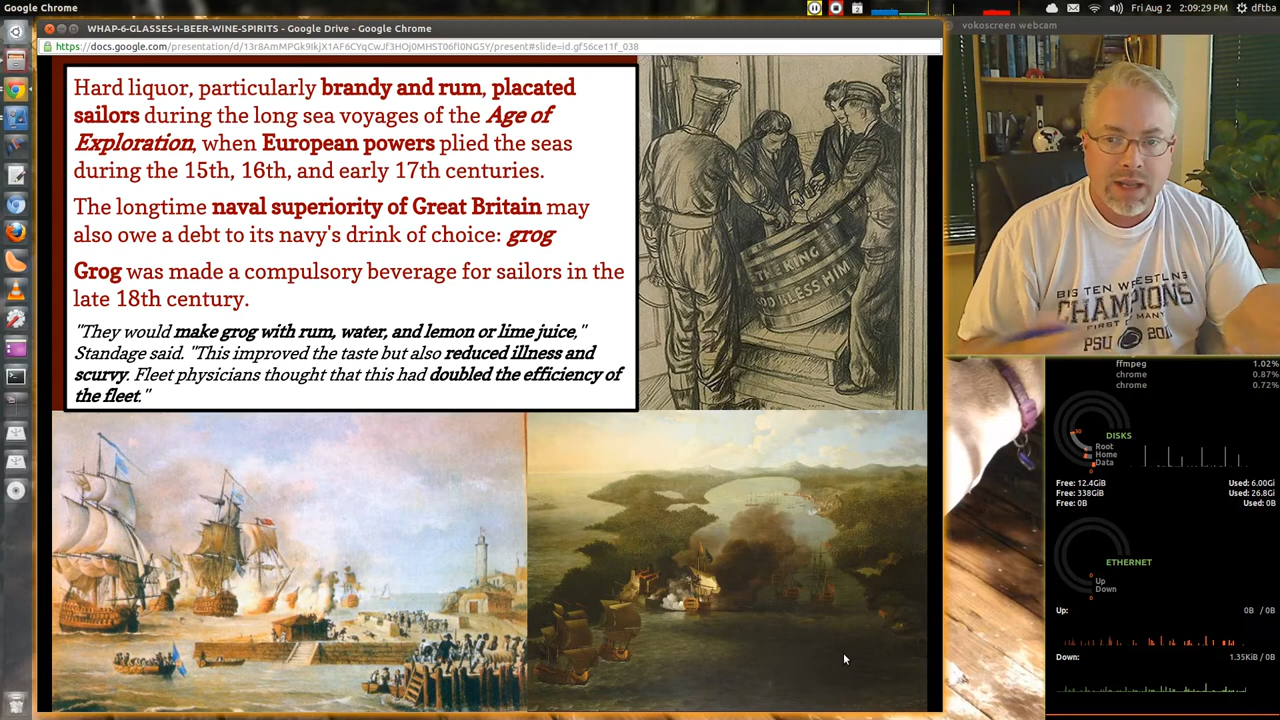 Google Chrome
Fri Aug 2 2:09:29 PM dftba
WHAP-6-GLASSES-I-BEER-WINE-SPIRITS - Google Drive - Google Chrome
vokoscreen webcam
Hard liquor, particularly brandy and rum, placated
sailors during the long sea voyages of the Age of
Exploration, when European powers plied the seas
during the 15th, 16th, and early 17th centuries.
The longtime naval superiority of Great Britain may
also owe a debt to its navy's drink of choice: grog
Grog was made a compulsory beverage for sailors in the
late 18th century.
"They would make grog with rum, water, and lemon or lime juice,"
Standage said. "This improved the taste but also reduced illness and
scurvy. Fleet physicians thought that this had doubled the efficiency of
the fleet."
THE KING
GOD BLESS HIM
BIG TEN WRESTLING
CHAMPIONS
FIRST OF MANY
PSU 2011
ffmpeg 1.02%
chrome 0.87%
chrome 0.72%
DISKS
Root
Home
Data
Free: 12.4GiB Used: 6.00Gi
Free: 338GiB Used: 26.8Gi
Free: 0B Used: 0B
ETHERNET
Up
Down
Up: 0B / 0B
Down: 1.35KiB / 0B